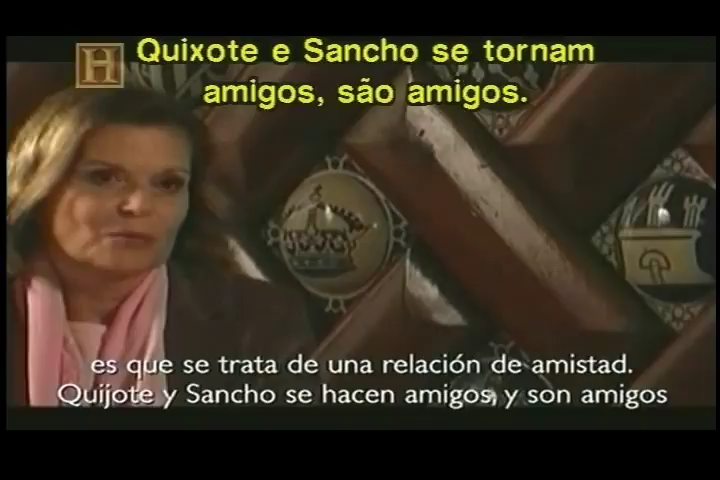 H
Quixote e Sancho se tornam
amigos, são amigos.
es que se trata de una relación de amistad.
Quijote y Sancho se hacen amigos, y son amigos